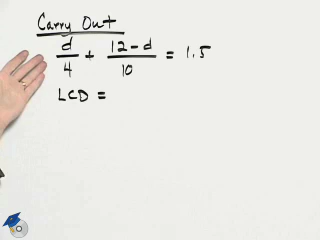 Carry Out
d/4 + 12-d/10 = 1.5
LCD =